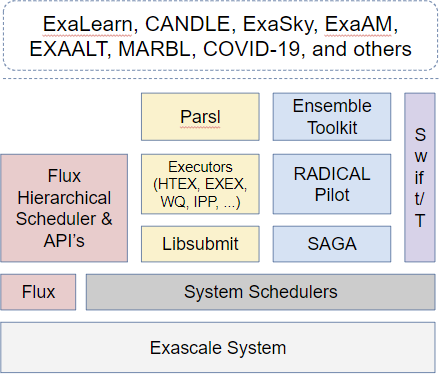 ExaLearn, CANDLE, ExaSky, ExaAM,
EXAALT, MARBL, COVID-19, and others
Parsl
Ensemble
Toolkit
S
w
if
t/
T
Flux
Hierarchical
Scheduler &
API's
Executors
(HTEX, EXEX,
WQ, IPP, ...)
RADICAL
Pilot
Libsubmit
SAGA
Flux
System Schedulers
Exascale System